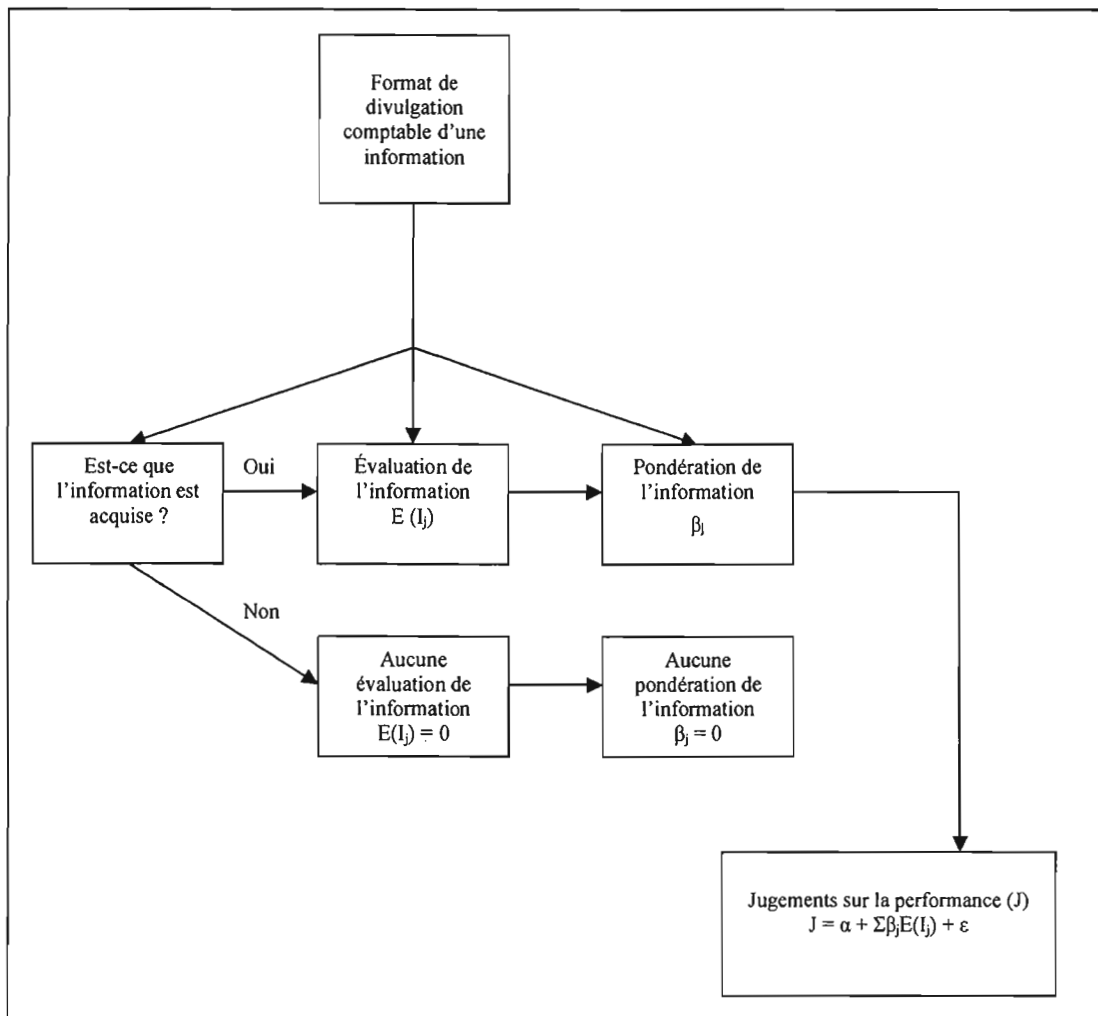 Format de
divulgation
comptable d'une
information
Est-ce que
l'information est
acquise ?
Oui
Évaluation de
l'information
E (Ij)
Pondération de
l'information
βj
Non
Aucune
évaluation de
l'information
E(Ij) = 0
Aucune
pondération de
l'information
βj = 0
Jugements sur la performance (J)
J = α + ΣβjE(Ij) + ε